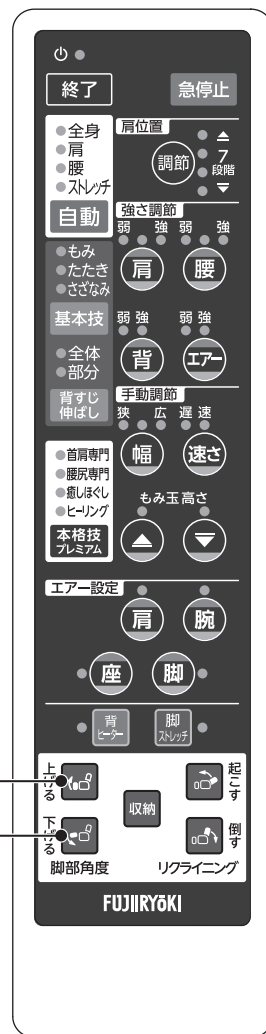 終了
急停止
全身
肩
腰
ストレッチ
自動
肩位置
調節
7
段階
強さ調節
弱 強 弱 強
肩
腰
もみ
たたき
さざなみ
基本技
弱 強
弱 強
背
エアー
全体
部分
背すじ
伸ばし
手動調節
狭 広 遅 速
幅
速さ
首肩専門
腰尻専門
癒しほぐし
ヒーリング
本格技
プレミアム
もみ玉高さ
エアー設定
肩
腕
座
脚
背
ヒーター
脚
ストレッチ
上げる
収納
起こす
下げる
倒す
脚部角度
リクライニング
FUJIIRYOKI